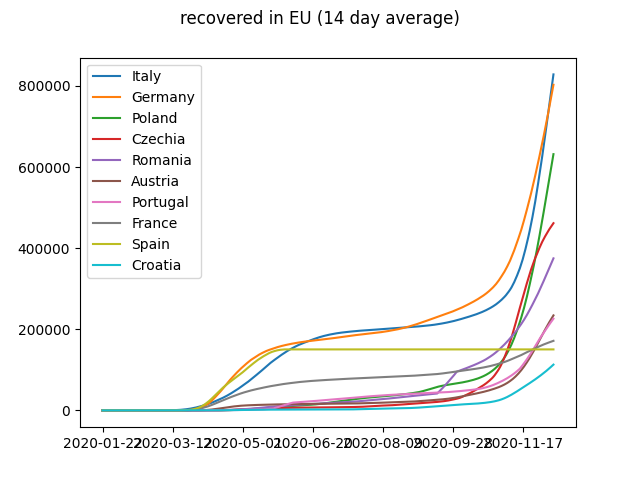 recovered in EU (14 day average)
800000
600000
400000
200000
0
Italy
Germany
Poland
Czechia
Romania
Austria
Portugal
France
Spain
Croatia
2020-01-22 2020-03-12 2020-05-01 2020-06-20 2020-08-09 2020-09-28 2020-11-17